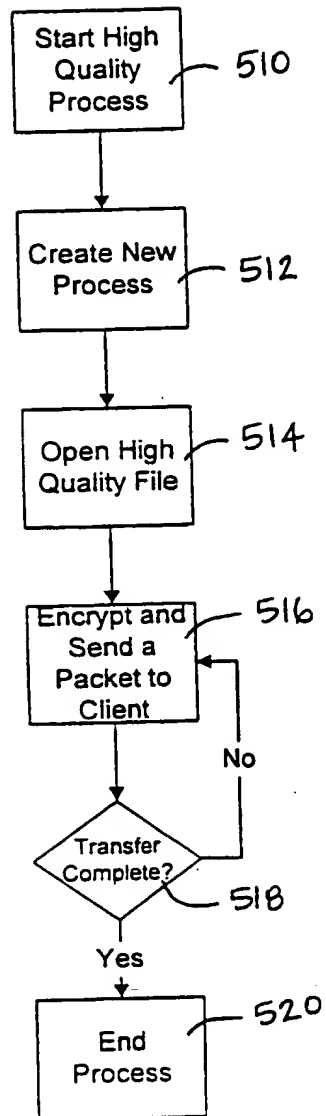 Start High
Quality
Process
510
Create New
Process
512
Open High
Quality File
514
Encrypt and
Send a
Packet to
Client
516
No
Transfer
Complete?
518
Yes
End
Process
520